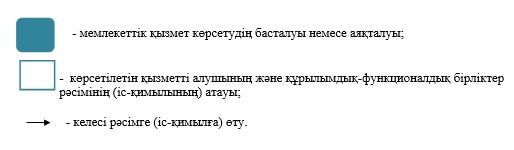 - мемлекеттік қызмет көрсетудің басталуы немесе аяқталуы;
- көрсетілетін қызметті алушының және құрылымдық-функционалдық бірліктер
рәсімінің (іс-қимылының) атауы;
- келесі рәсімге (іс-қимылға) өту.